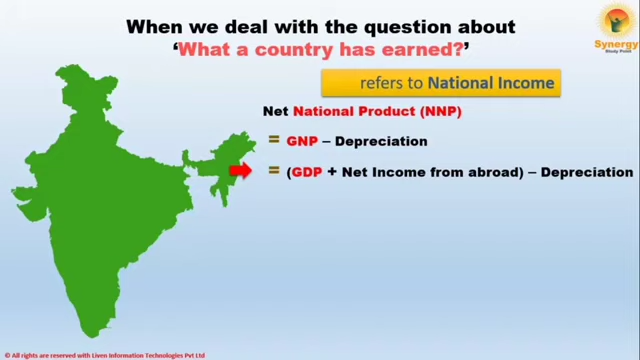 When we deal with the question about
‘What a country has earned?’
Synergy
Study Point
refers to National Income
Net National Product (NNP)
= GNP – Depreciation
= (GDP + Net Income from abroad) – Depreciation
© All rights are reserved with Liven Information Technologies Pvt Ltd